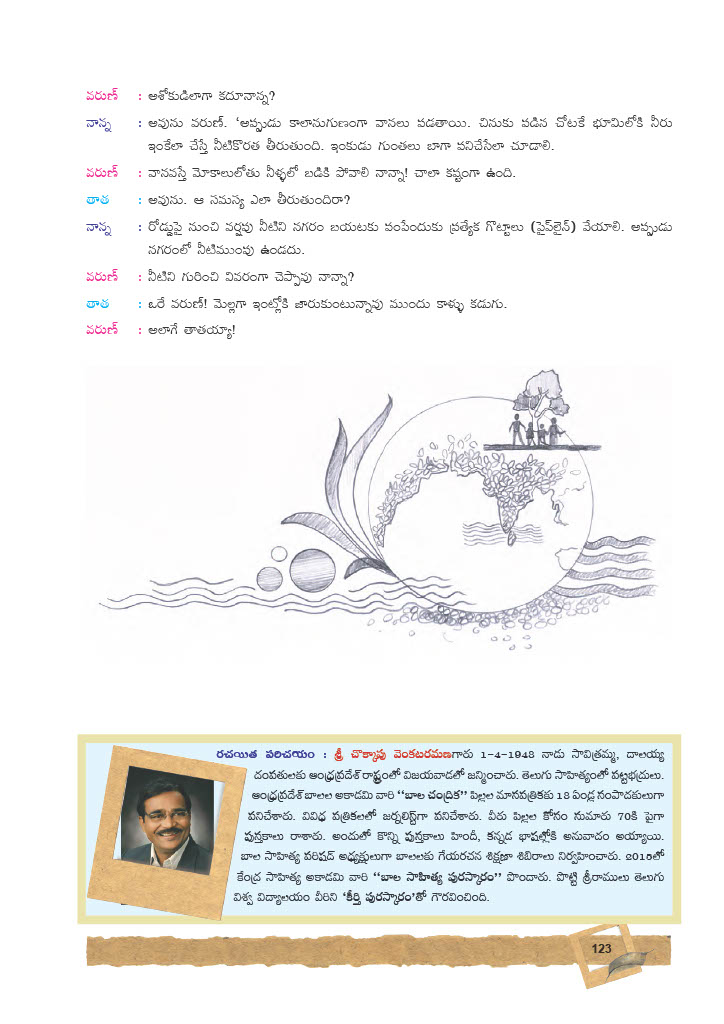 వరుణ్ : అశోకుడిలాగా కదూనాన్న?
నాన్న : అవును వరుణ్. ‘అప్పుడు కాలానుగుణంగా వానలు పడతాయి. చినుకు పడిన చోటకే భూమిలోకి నీరు
ఇంకేలా చేస్తే నీటికొరత తీరుతుంది. ఇంకుడు గుంతలు బాగా పనిచేసేలా చూడాలి.
వరుణ్ : వానవస్తే మోకాలులోతు నీళ్ళలో బడికి పోవాలి నాన్నా! చాలా కష్టంగా ఉంది.
తాత : అవును. ఆ సమస్య ఎలా తీరుతుందిరా?
నాన్న : రోడ్డుపై నుంచి వర్షపు నీటిని నగరం బయటకు పంపేందుకు ప్రత్యేక గొట్టాలు (పైప్‌లైన్) వేయాలి. అప్పుడు
నగరంలో నీటిముంపు ఉండదు.
వరుణ్ : నీటిని గురించి వివరంగా చెప్పావు నాన్నా?
తాత : ఒరే వరుణ్! మెల్లగా ఇంట్లోకి జారుకుంటున్నావు ముందు కాళ్ళు కడుగు.
వరుణ్ : అలాగే తాతయ్యా!
రచయిత పరిచయం : శ్రీ చొక్కాపు వెంకటరమణగారు 1-4-1948 నాడు సావిత్రమ్మ, దాలయ్య
దంపతులకు ఆంధ్రప్రదేశ్ రాష్ట్రంలో విజయవాడలో జన్మించారు. తెలుగు సాహిత్యంలో పట్టభద్రులు.
ఆంధ్రప్రదేశ్ బాలల అకాడమి వారి ‘‘బాల చంద్రిక’’ పిల్లల మాసపత్రికకు 18 ఏండ్లు సంపాదకులుగా
పనిచేశారు. వివిధ పత్రికలలో జర్నలిస్ట్‌గా పనిచేశారు. వీరు పిల్లల కోసం సుమారు 70కి పైగా
పుస్తకాలు రాశారు. అందులో కొన్ని పుస్తకాలు హిందీ, కన్నడ భాషల్లోకి అనువాదం అయ్యాయి.
బాల సాహిత్య పరిషద్ అధ్యక్షులుగా బాలలకు గేయరచన శిక్షణా శిబిరాలు నిర్వహించారు. 2015లో
కేంద్ర సాహిత్య అకాడమి వారి ‘‘బాల సాహిత్య పురస్కారం’’ పొందారు. పొట్టి శ్రీరాములు తెలుగు
విశ్వ విద్యాలయం వీరిని ‘కీర్తి పురస్కారం’తో గౌరవించింది.
123